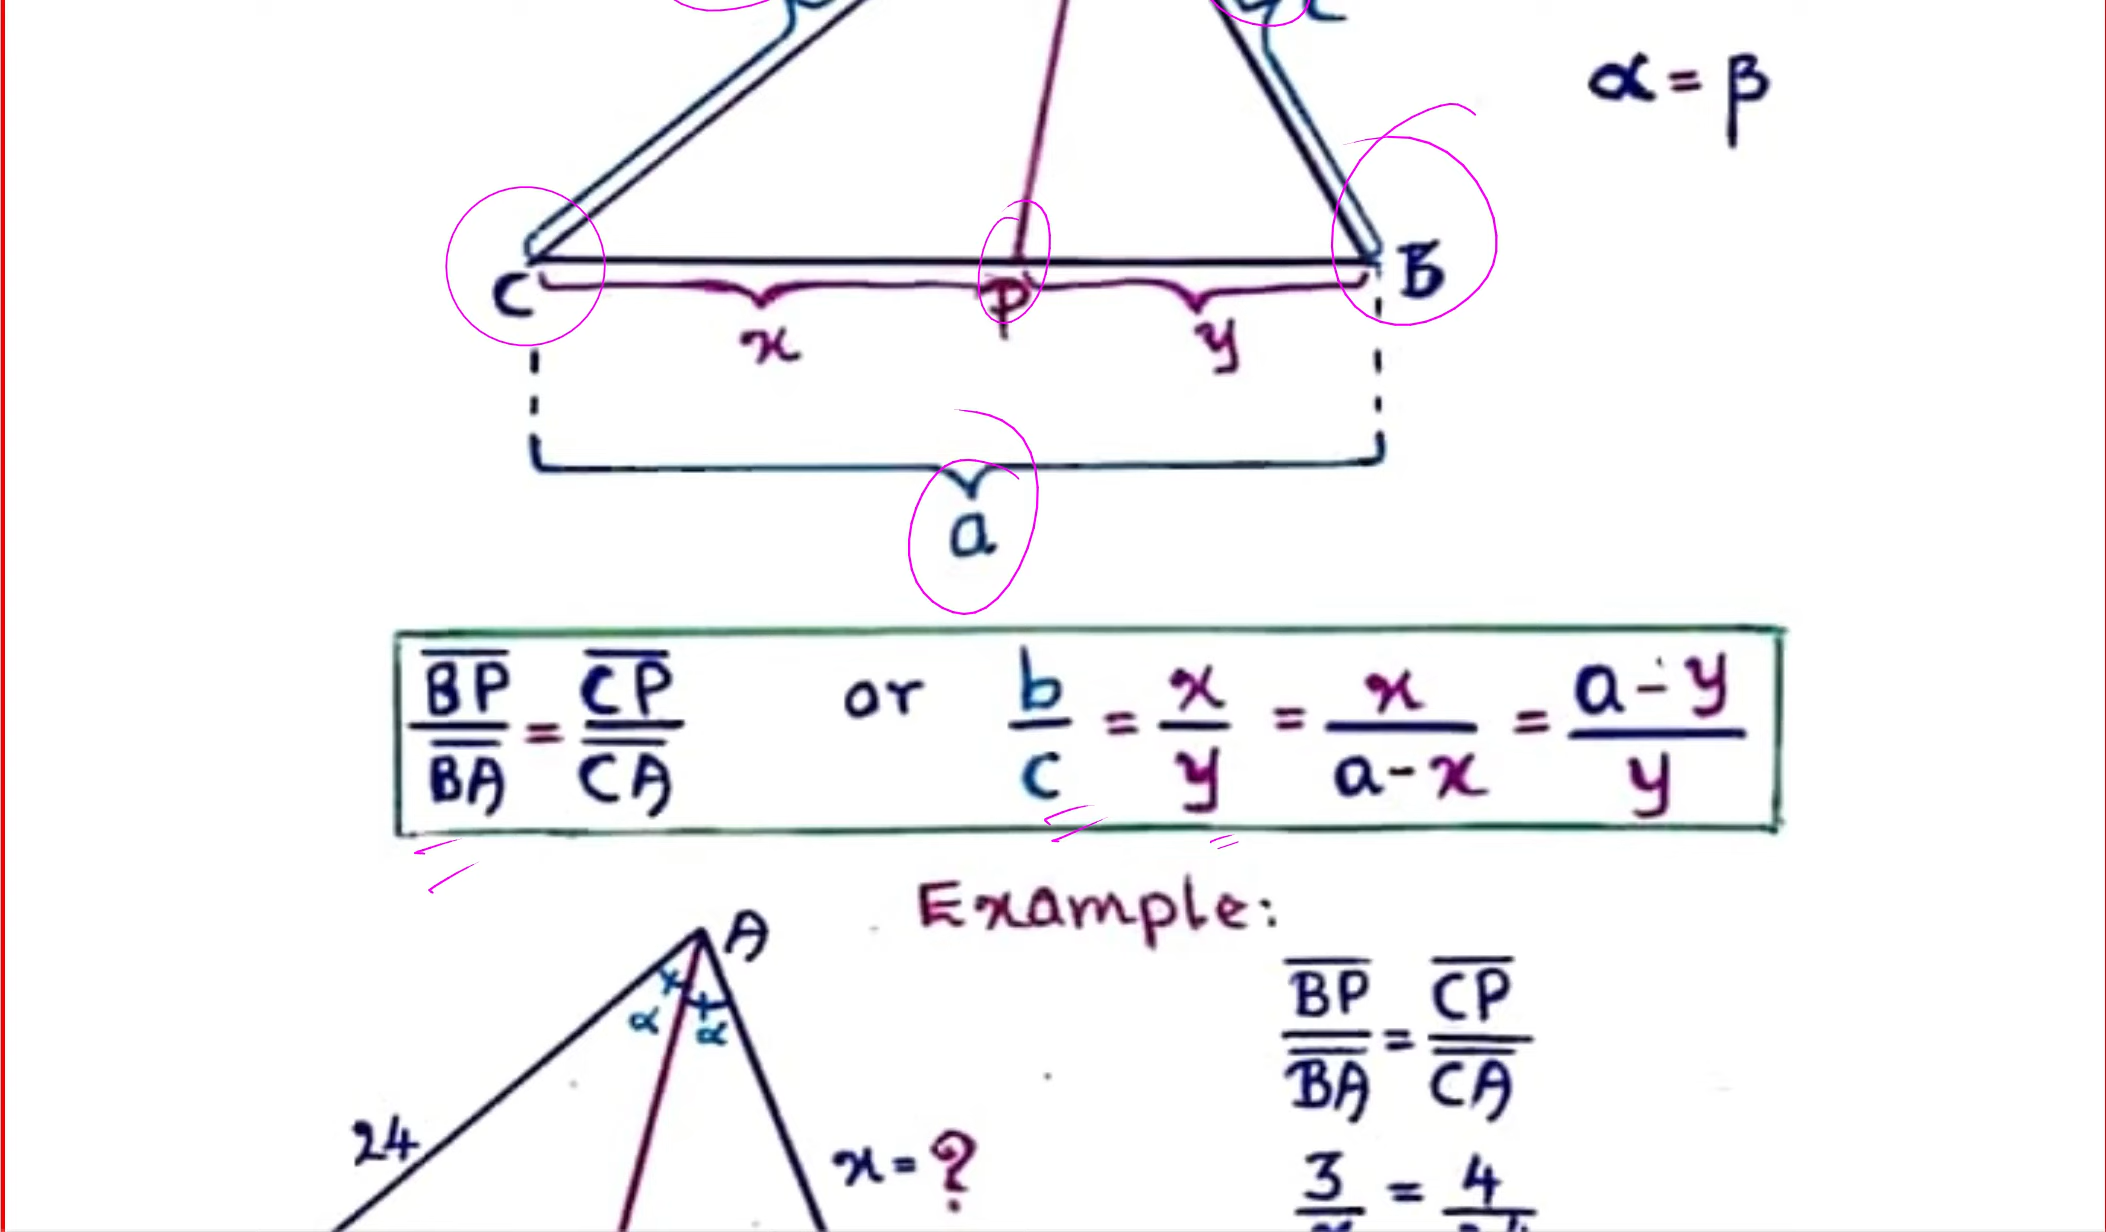 α = β
C P B
x y
a
BP/BA = CP/CA or b/c = x/y = x/a-x = a-y/y
Example:
A
α α
BP/BA = CP/CA
24
x = ?
3 = 4